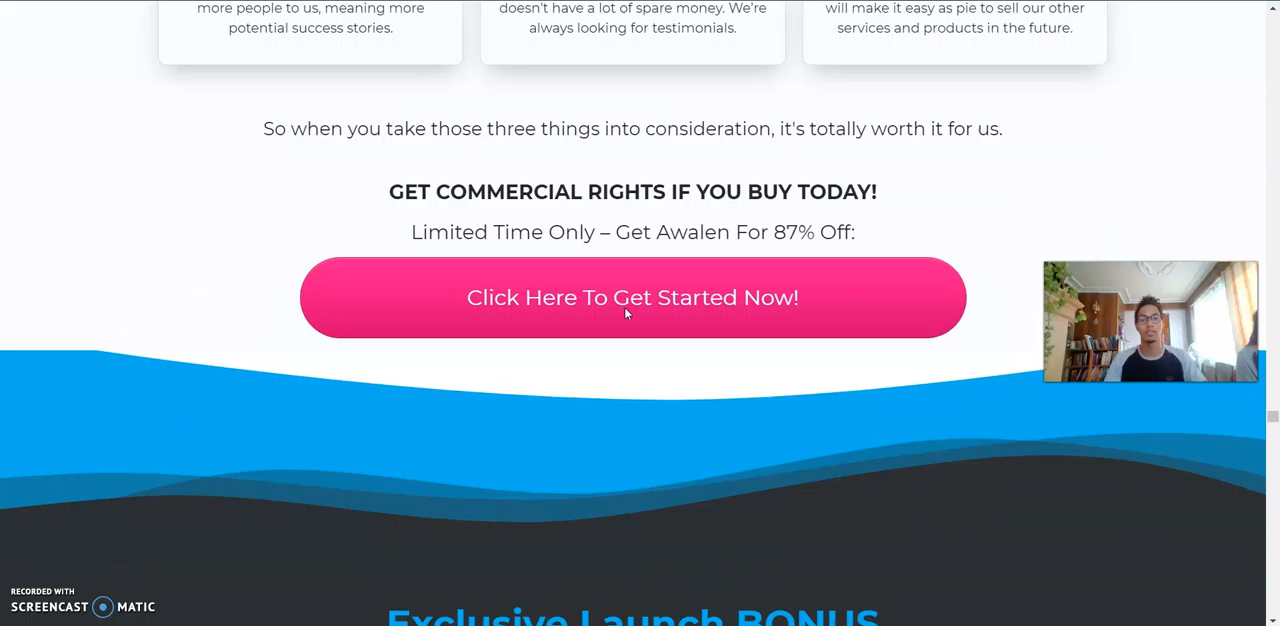 more people to us, meaning more
potential success stories.
doesn't have a lot of spare money. We're
always looking for testimonials.
will make it easy as pie to sell our other
services and products in the future.
So when you take those three things into consideration, it's totally worth it for us.
GET COMMERCIAL RIGHTS IF YOU BUY TODAY!
Limited Time Only – Get Awalen For 87% Off:
Click Here To Get Started Now!
Exclusive Launch BONUS
RECORDED WITH
SCREENCAST MATIC